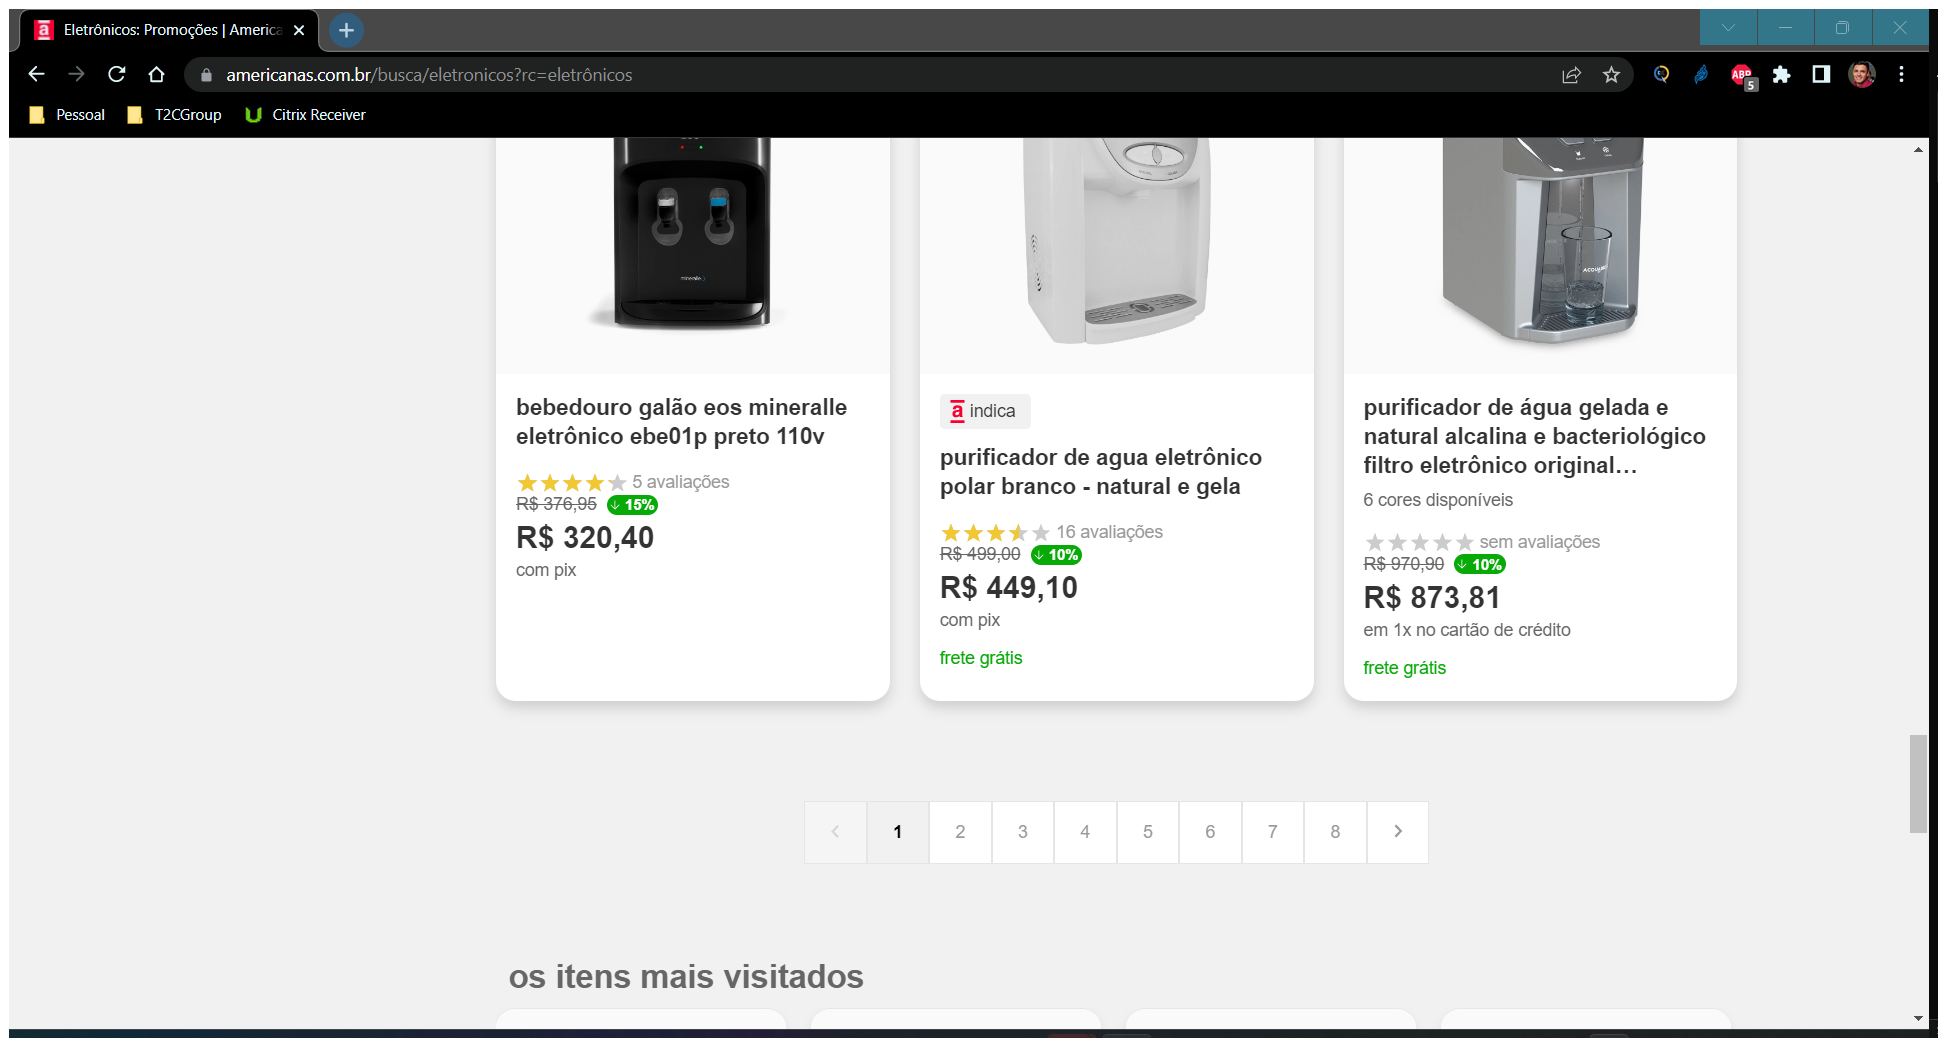 Eletrônicos: Promoções | America
americanas.com.br/busca/eletronicos?rc=eletrônicos
ABP
5
Pessoal
T2CGroup
Citrix Receiver
mineralle
bebedouro galão eos mineralle
eletrônico ebe01p preto 110v
5 avaliações
R$ 376,95
15%
R$ 320,40
com pix
a indica
purificador de agua eletrônico
polar branco - natural e gela
16 avaliações
R$ 499,00
10%
R$ 449,10
com pix
frete grátis
purificador de água gelada e
natural alcalina e bacteriológico
filtro eletrônico original...
6 cores disponíveis
sem avaliações
R$ 970,90
10%
R$ 873,81
em 1x no cartão de crédito
frete grátis
1
2
3
4
5
6
7
8
os itens mais visitados